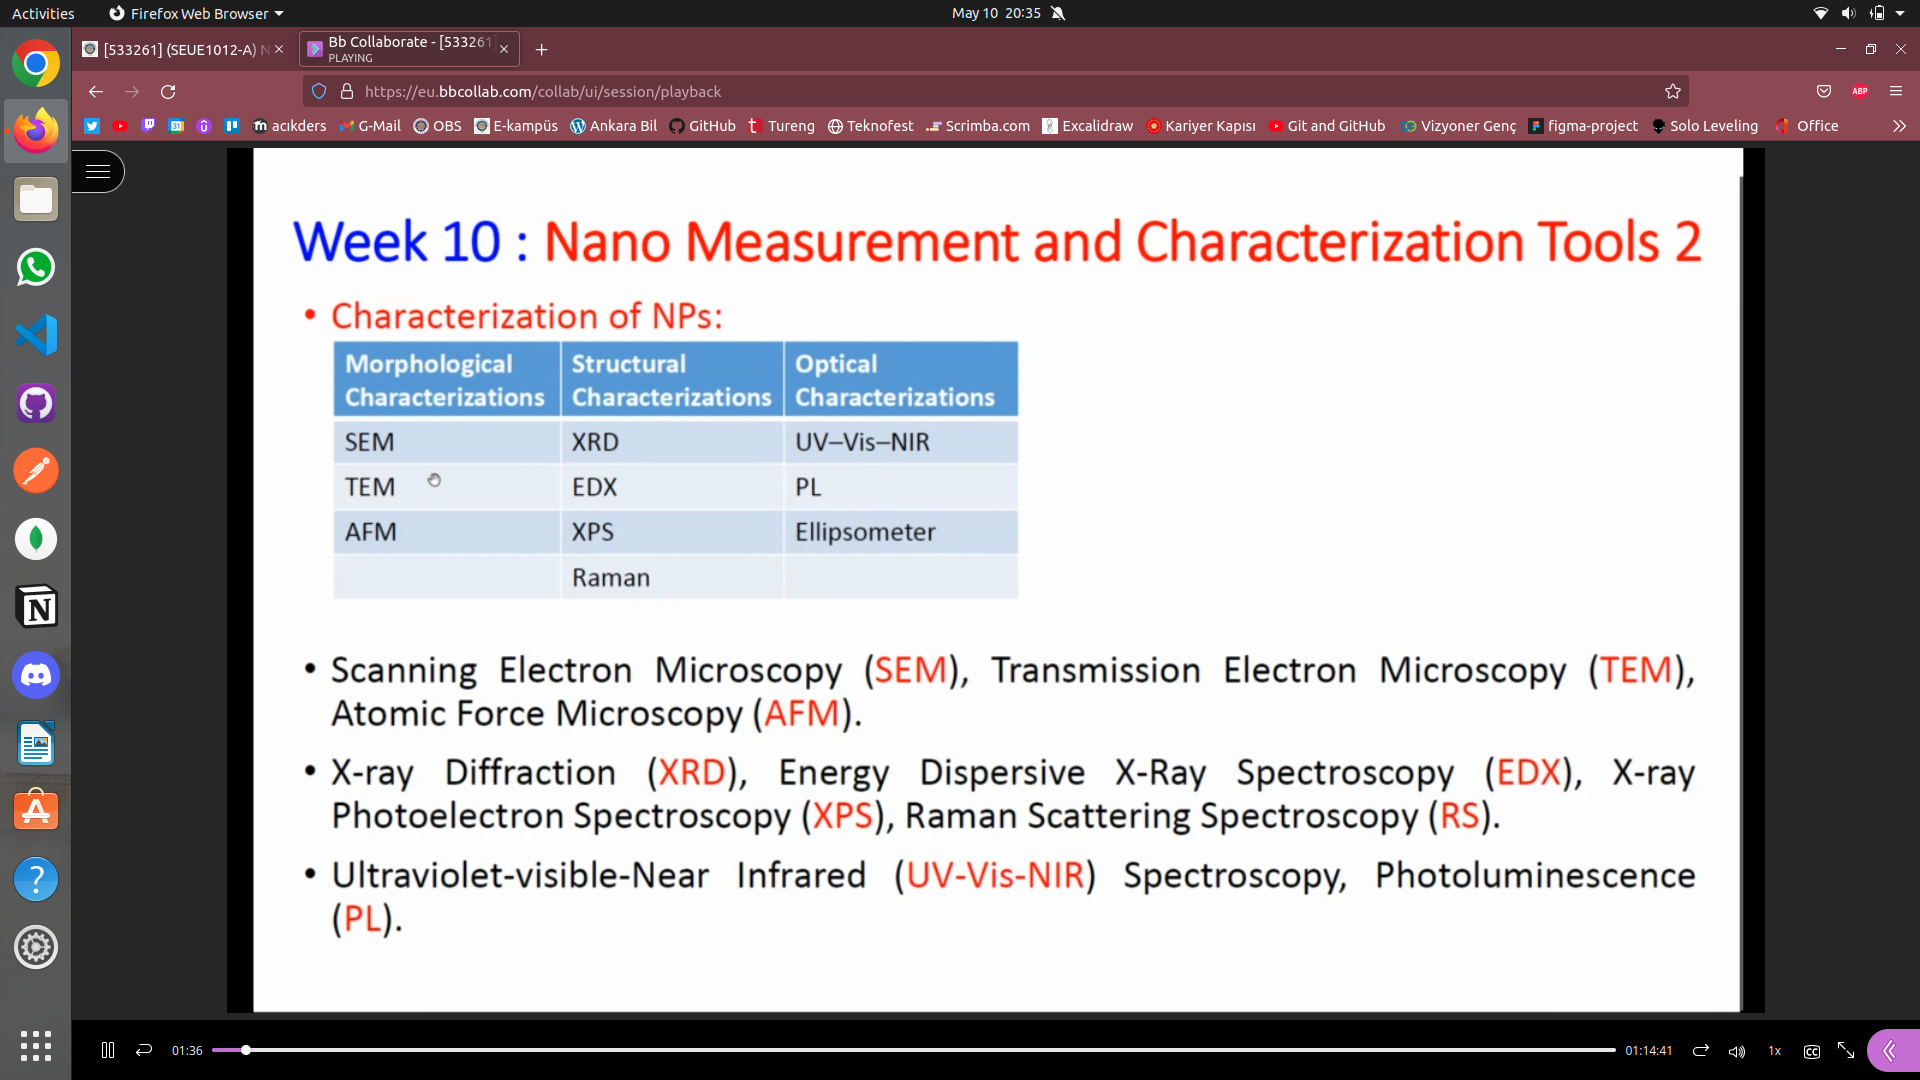 Activities
Firefox Web Browser
May 10 20:35
[533261] (SEUE1012-A) N
Bb Collaborate - [533261]
PLAYING
https://eu.bbcollab.com/collab/ui/session/playback
ABP
31
acıkders
G-Mail
OBS
E-kampüs
Ankara Bil
GitHub
Tureng
Teknofest
Scrimba.com
Excalidraw
Kariyer Kapısı
Git and GitHub
Vizyoner Genç
figma-project
Solo Leveling
Office
Week 10 : Nano Measurement and Characterization Tools 2
• Characterization of NPs:
Morphological Characterizations
Structural Characterizations
Optical Characterizations
SEM XRD UV–Vis–NIR
TEM EDX PL
AFM XPS Ellipsometer
Raman
• Scanning Electron Microscopy (SEM), Transmission Electron Microscopy (TEM),
Atomic Force Microscopy (AFM).
• X-ray Diffraction (XRD), Energy Dispersive X-Ray Spectroscopy (EDX), X-ray
Photoelectron Spectroscopy (XPS), Raman Scattering Spectroscopy (RS).
• Ultraviolet-visible-Near Infrared (UV-Vis-NIR) Spectroscopy, Photoluminescence
(PL).
01:36
01:14:41
1x
CC